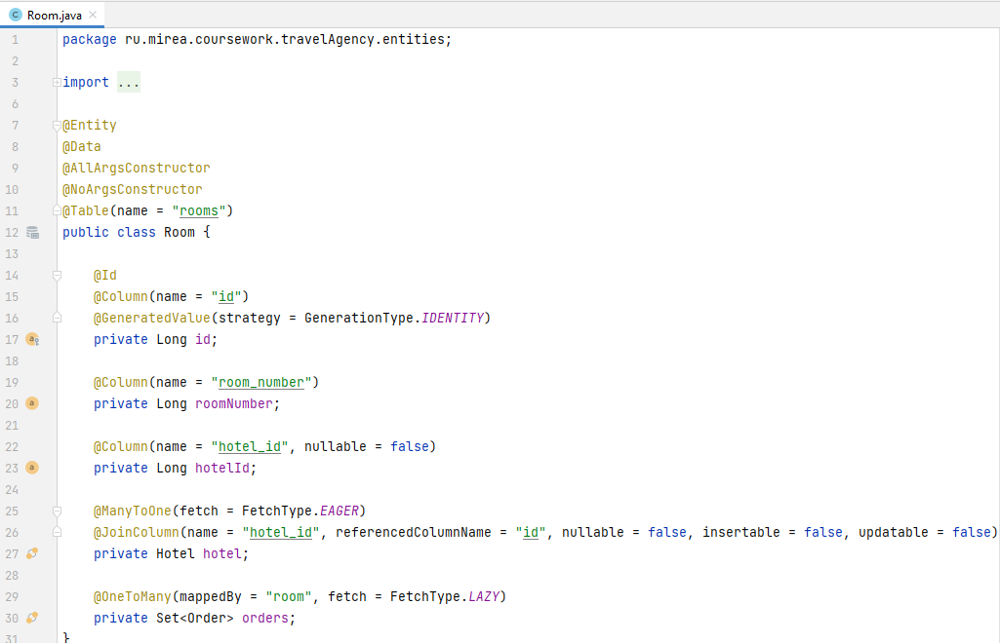 Room.java
1 package ru.mirea.coursework.travelAgency.entities;
2
3 import ...
6
7 @Entity
8 @Data
9 @AllArgsConstructor
10 @NoArgsConstructor
11 @Table(name = "rooms")
12 public class Room {
13
14 @Id
15 @Column(name = "id")
16 @GeneratedValue(strategy = GenerationType.IDENTITY)
17 private Long id;
18
19 @Column(name = "room_number")
20 private Long roomNumber;
21
22 @Column(name = "hotel_id", nullable = false)
23 private Long hotelId;
24
25 @ManyToOne(fetch = FetchType.EAGER)
26 @JoinColumn(name = "hotel_id", referencedColumnName = "id", nullable = false, insertable = false, updatable = false)
27 private Hotel hotel;
28
29 @OneToMany(mappedBy = "room", fetch = FetchType.LAZY)
30 private Set<Order> orders;
31 }